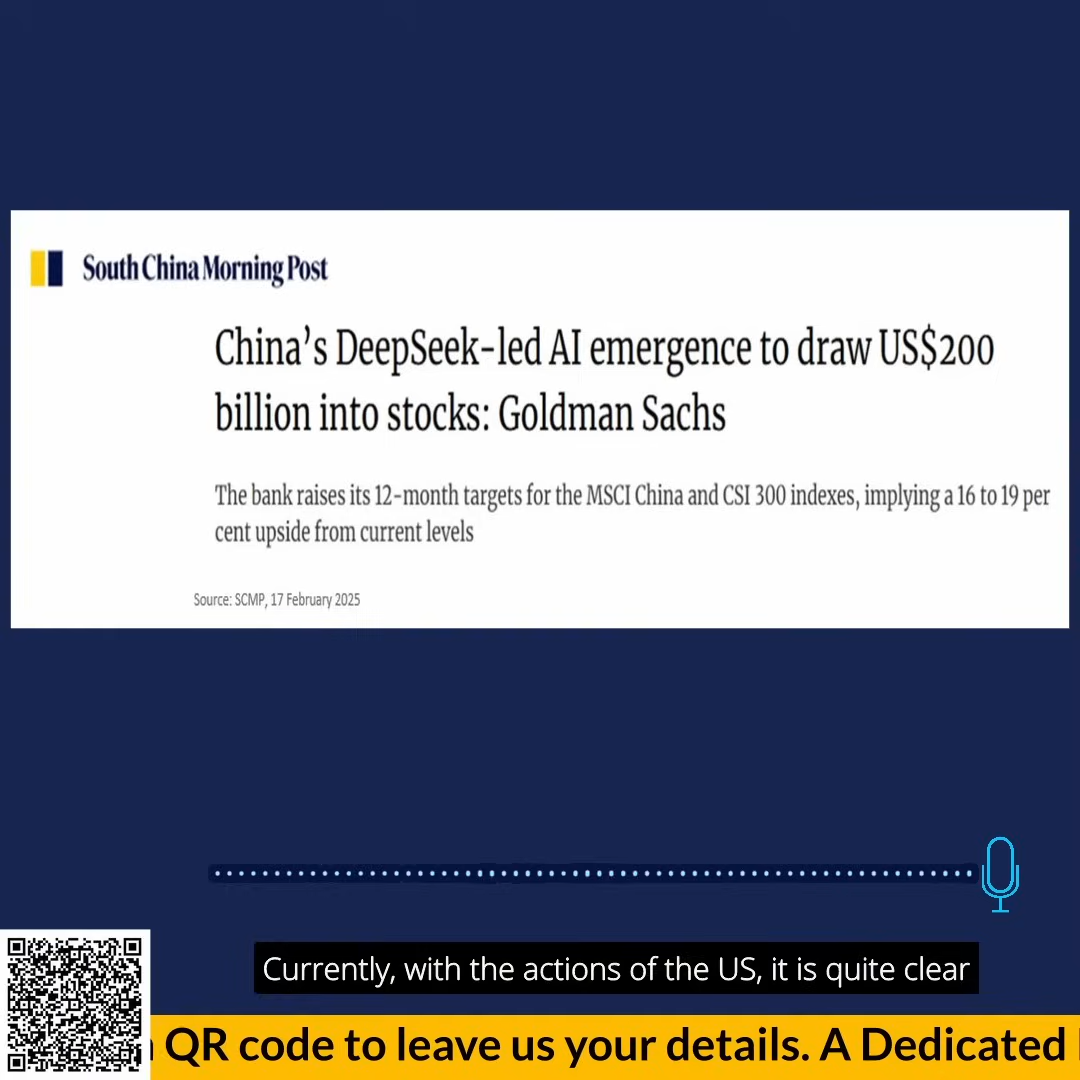 South China Morning Post
China’s DeepSeek-led AI emergence to draw US$200
billion into stocks: Goldman Sachs
The bank raises its 12-month targets for the MSCI China and CSI 300 indexes, implying a 16 to 19 per
cent upside from current levels
Source: SCMP, 17 February 2025
Currently, with the actions of the US, it is quite clear
QR code to leave us your details. A Dedicated